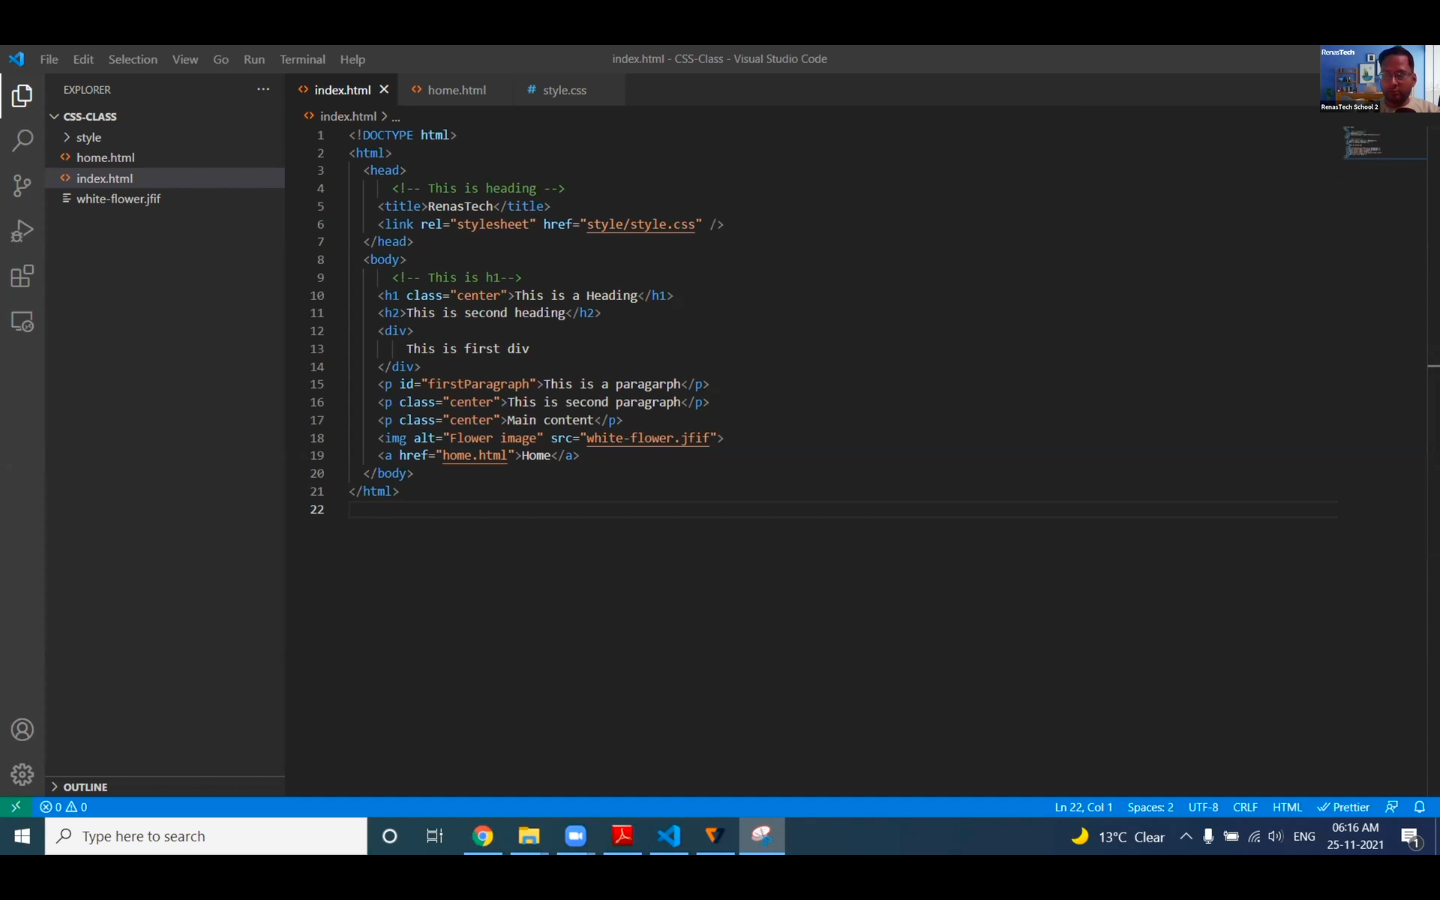 File Edit Selection View Go Run Terminal Help
index.html - CSS-Class - Visual Studio Code
RenasTech
RenasTech School 2
EXPLORER
CSS-CLASS
style
home.html
index.html
white-flower.jfif
OUTLINE
index.html home.html # style.css
index.html > ...
1 <!DOCTYPE html>
2 <html>
3 <head>
4 <!-- This is heading -->
5 <title>RenasTech</title>
6 <link rel="stylesheet" href="style/style.css" />
7 </head>
8 <body>
9 <!-- This is h1-->
10 <h1 class="center">This is a Heading</h1>
11 <h2>This is second heading</h2>
12 <div>
13 This is first div
14 </div>
15 <p id="firstParagraph">This is a paragarph</p>
16 <p class="center">This is second paragraph</p>
17 <p class="center">Main content</p>
18 <img alt="Flower image" src="white-flower.jfif">
19 <a href="home.html">Home</a>
20 </body>
21 </html>
22
0 0
Ln 22, Col 1 Spaces: 2 UTF-8 CRLF HTML Prettier
Type here to search
13°C Clear
ENG
06:16 AM
25-11-2021
1